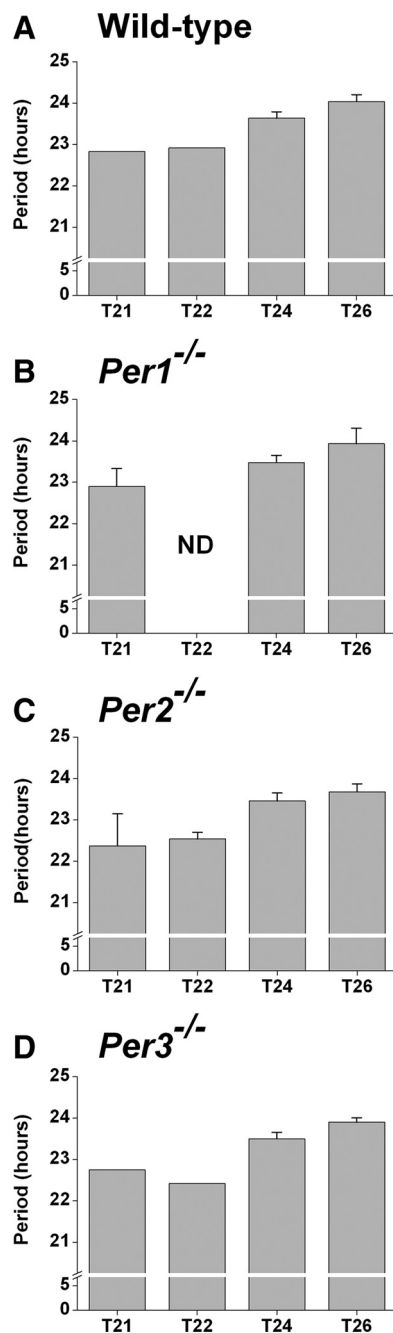 A Wild-type
Period (hours)
25
24
23
22
21
5
0
T21 T22 T24 T26
B Per1-/-
Period (hours)
25
24
23
22
21
5
0
ND
T21 T22 T24 T26
C Per2-/-
Period(hours)
25
24
23
22
21
5
0
T21 T22 T24 T26
D Per3-/-
Period (hours)
25
24
23
22
21
5
0
T21 T22 T24 T26